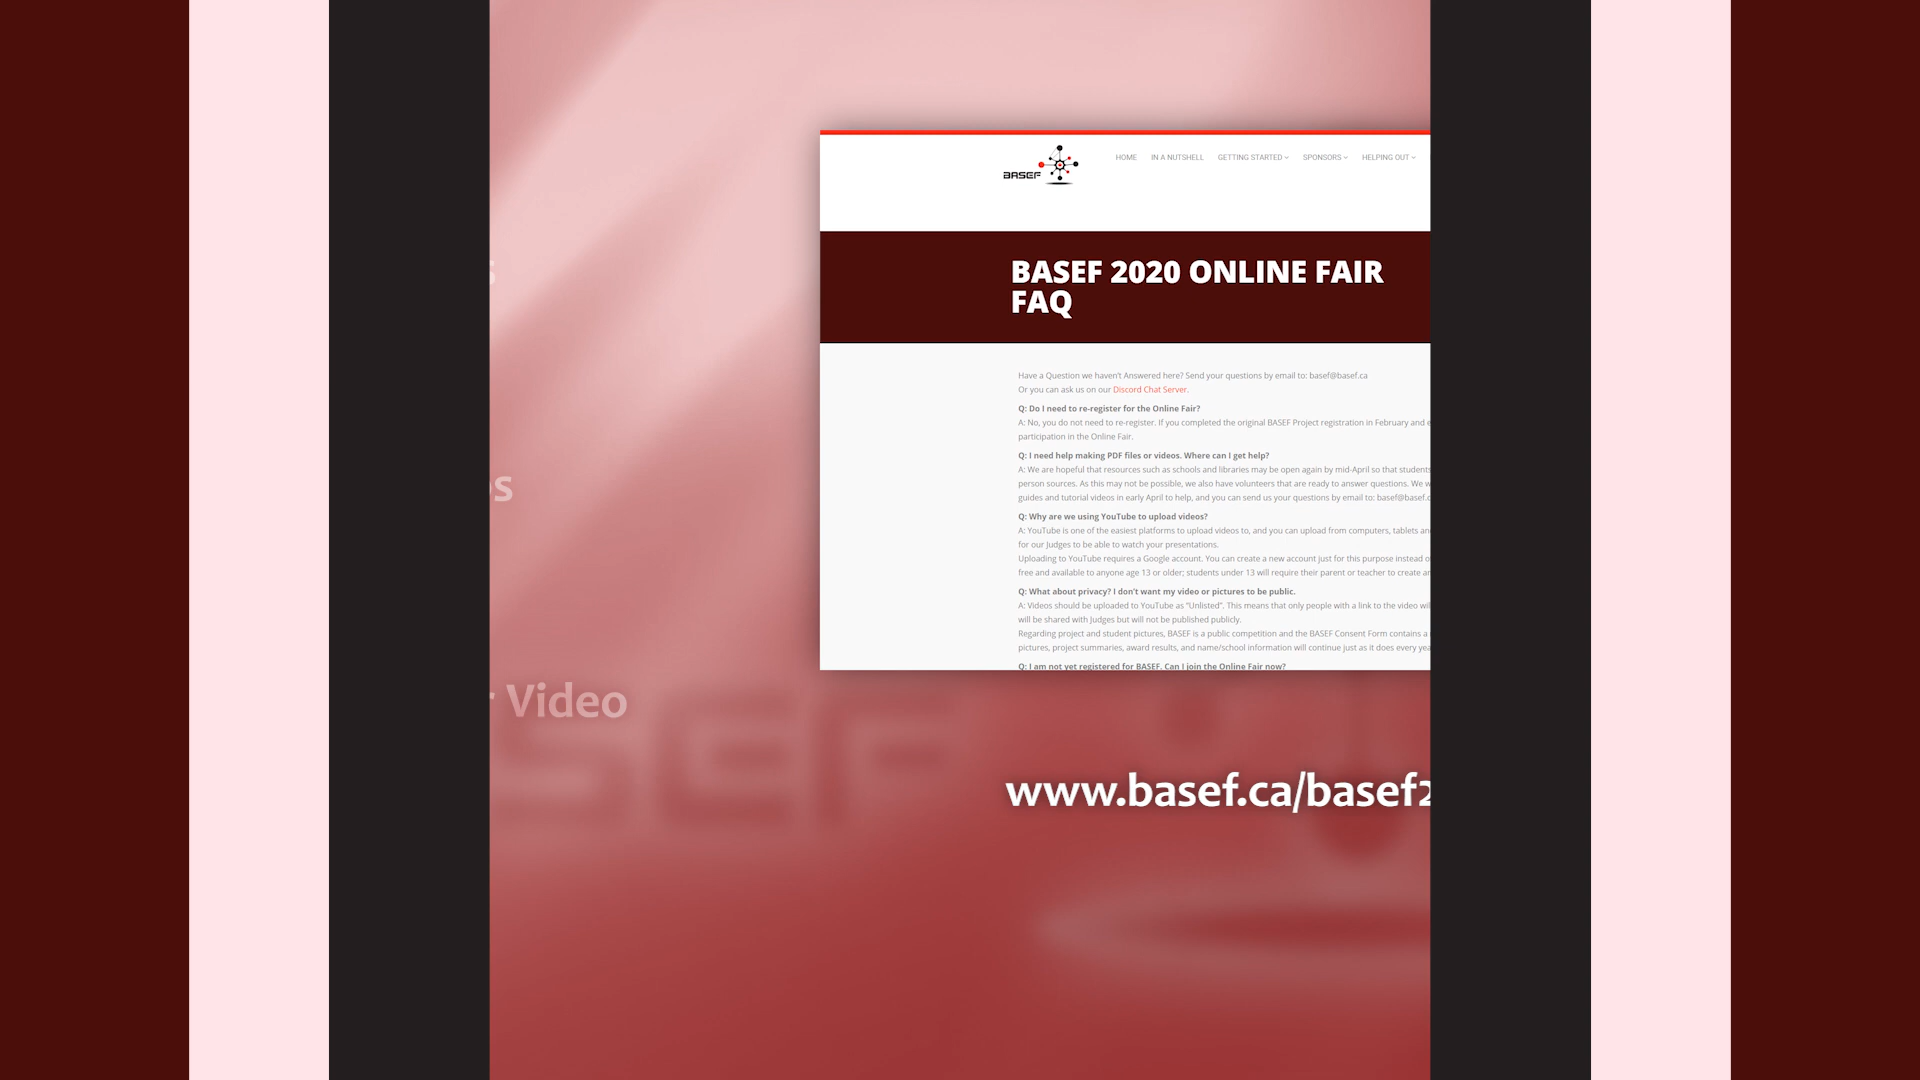 BASEF
HOME IN A NUTSHELL GETTING STARTED SPONSORS HELPING OUT
BASEF 2020 ONLINE FAIR
FAQ
Have a Question we haven't Answered here? Send your questions by email to: basef@basef.ca
Or you can ask us on our Discord Chat Server.
Q: Do I need to re-register for the Online Fair?
A: No, you do not need to re-register. If you completed the original BASEF Project registration in February and
participation in the Online Fair.
Q: I need help making PDF files or videos. Where can I get help?
A: We are hopeful that resources such as schools and libraries may be open again by mid-April so that students
person sources. As this may not be possible, we also have volunteers that are ready to answer questions. We
guides and tutorial videos in early April to help, and you can send us your questions by email to: basef@basef.
Q: Why are we using YouTube to upload videos?
A: YouTube is one of the easiest platforms to upload videos to, and you can upload from computers, tablets
for our Judges to be able to watch your presentations.
Uploading to YouTube requires a Google account. You can create a new account just for this purpose instead
free and available to anyone age 13 or older; students under 13 will require their parent or teacher to create
Q: What about privacy? I don't want my video or pictures to be public.
A: Videos should be uploaded to YouTube as "Unlisted". This means that only people with a link to the video
will be shared with Judges but will not be published publicly.
Regarding project and student pictures, BASEF is a public competition and the BASEF Consent Form contains a
pictures, project summaries, award results, and name/school information will continue just as it does every
Q: I am not yet registered for BASEF. Can I join the Online Fair now?
s
s
Video
www.basef.ca/basef2